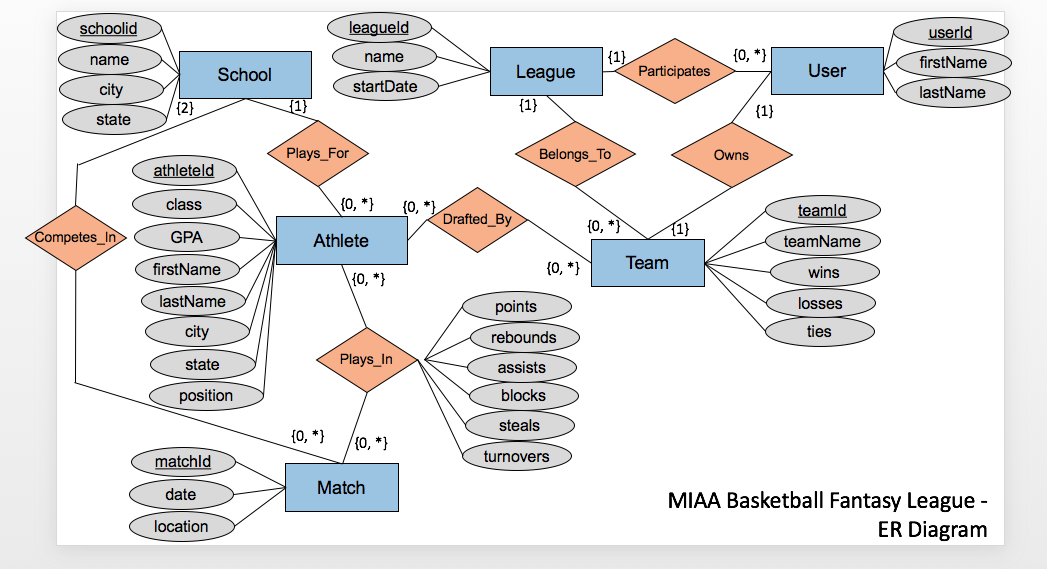 schoolid
name
city
state
School
{2}
{1}
leagueId
name
startDate
League
{1}
Participates
{0, *}
User
userId
firstName
lastName
{1}
{1}
Plays_For
Belongs_To
Owns
{0, *}
{0, *}
Drafted_By
{0, *}
{1}
{0, *}
Competes_In
athleteId
class
GPA
firstName
lastName
city
state
position
Athlete
{0, *}
Team
teamId
teamName
wins
losses
ties
Plays_In
points
rebounds
assists
blocks
steals
turnovers
{0, *}
{0, *}
matchId
date
location
Match
MIAA Basketball Fantasy League -
ER Diagram